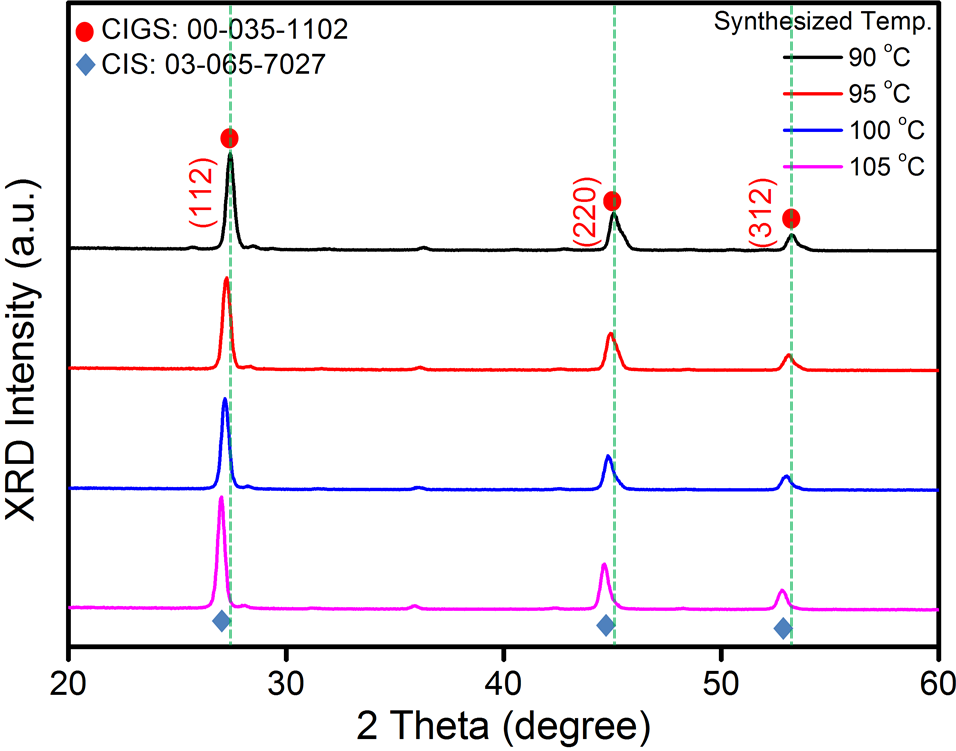 CIGS: 00-035-1102
CIS: 03-065-7027
Synthesized Temp.
90 °C
95 °C
100 °C
105 °C
(112)
(220)
(312)
XRD Intensity (a.u.)
20 30 40 50 60
2 Theta (degree)